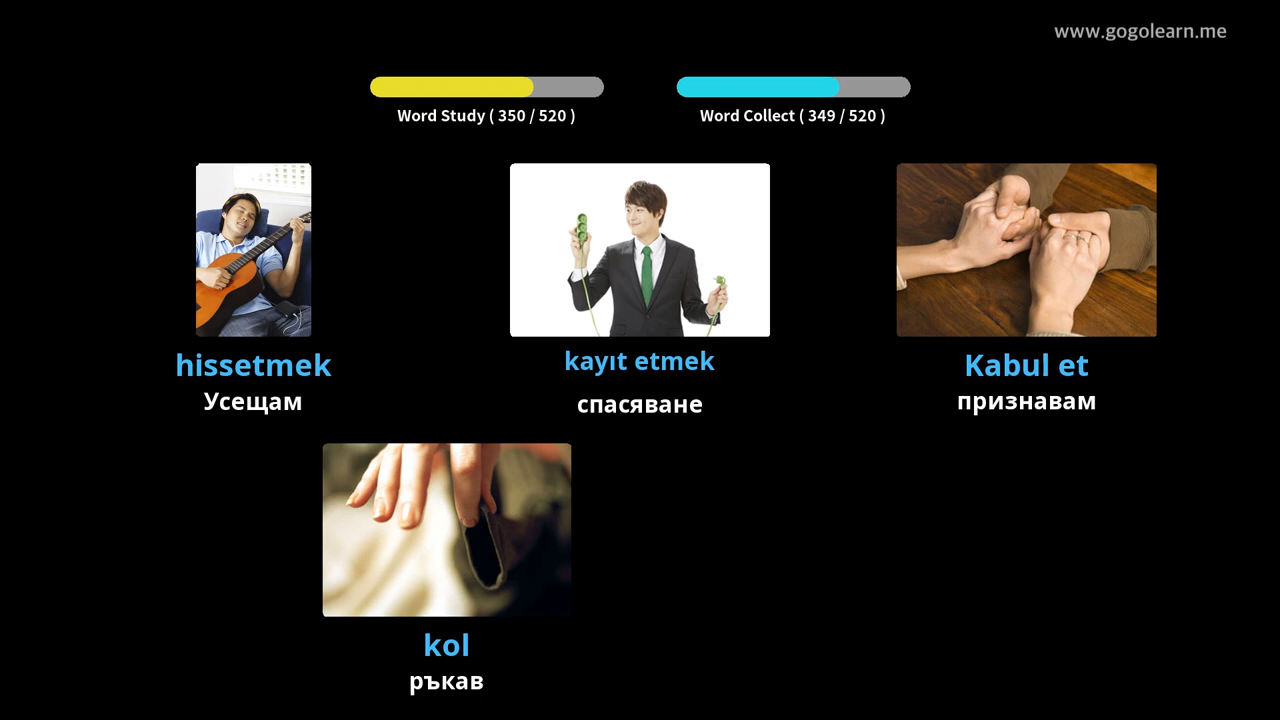 www.gogolearn.me
Word Study ( 350 / 520 )
Word Collect ( 349 / 520 )
hissetmek
Усещам
kayıt etmek
спасяване
Kabul et
признавам
kol
ръкав